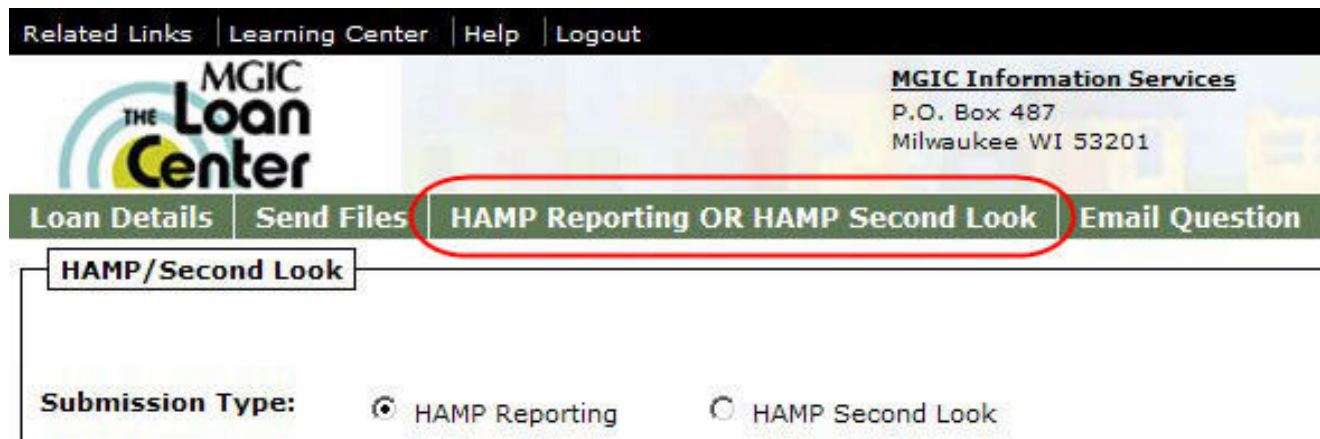 Related Links | Learning Center | Help | Logout
MGIC
THE Loan
Center
MGIC Information Services
P.O. Box 487
Milwaukee WI 53201
Loan Details | Send Files | HAMP Reporting OR HAMP Second Look | Email Question
HAMP/Second Look
Submission Type: HAMP Reporting HAMP Second Look